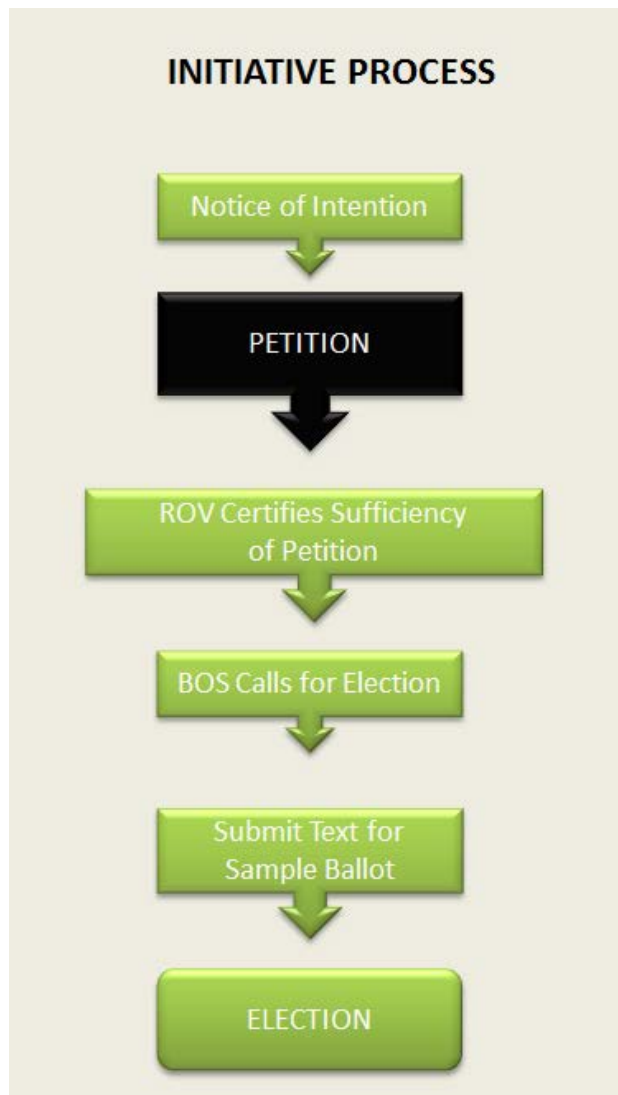 INITIATIVE PROCESS
Notice of Intention
PETITION
ROV Certifies Sufficiency
of Petition
BOS Calls for Election
Submit Text for
Sample Ballot
ELECTION